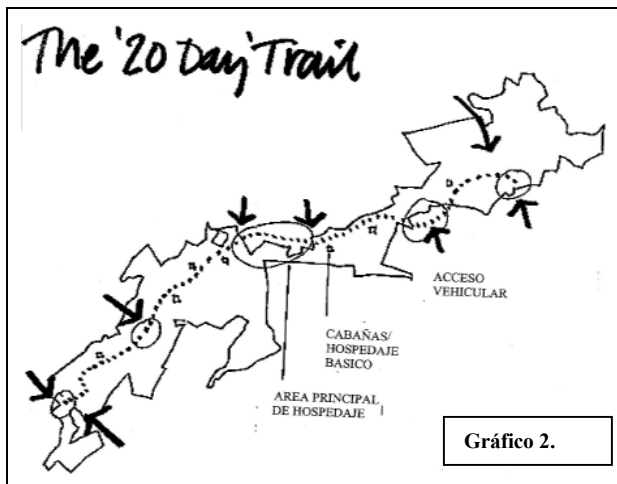 The '20 Day' Trail
ACCESO
VEHICULAR
CABAÑAS/
HOSPEDAJE
BASICO
AREA PRINCIPAL
DE HOSPEDAJE
Gráfico 2.